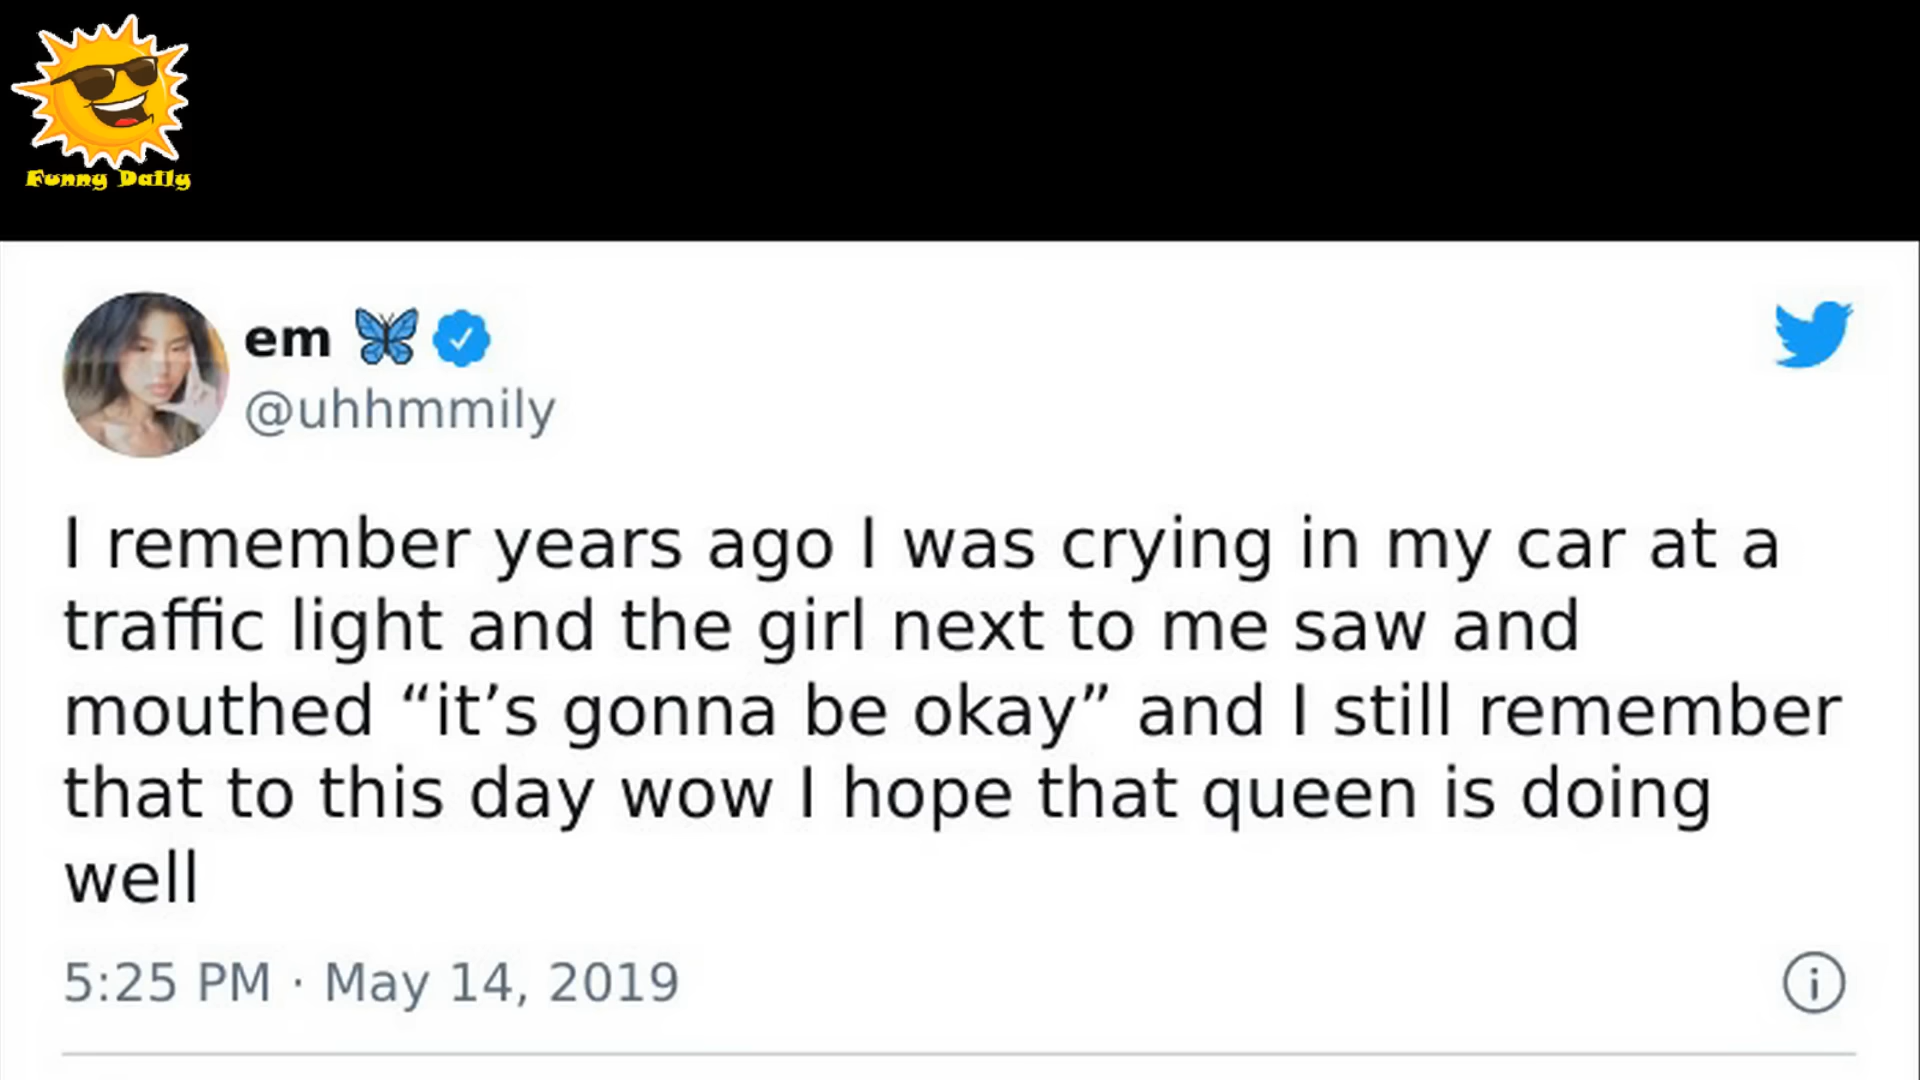 Funny Daily
em 🦋
@uhhmmily
I remember years ago I was crying in my car at a
traffic light and the girl next to me saw and
mouthed “it’s gonna be okay” and I still remember
that to this day wow I hope that queen is doing
well
5:25 PM · May 14, 2019